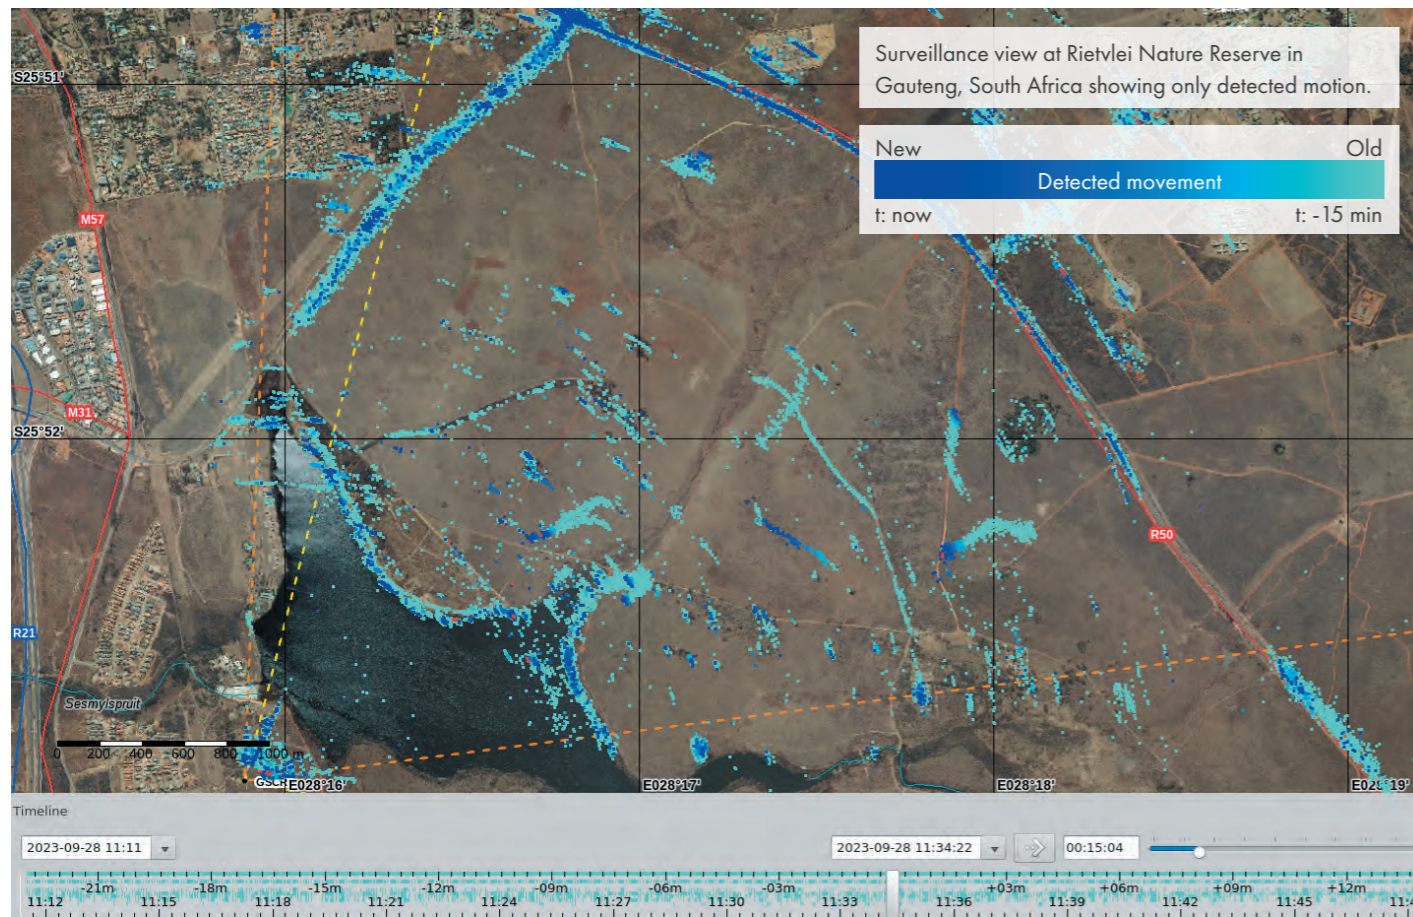 Surveillance view at Rietvlei Nature Reserve in
Gauteng, South Africa showing only detected motion.
New Old
Detected movement
t: now t: -15 min
S25°51'
M57
M31
S25°52'
R50
R21
Sesmylspruit
0 200 400 600 800 1000 m
E028°16' E028°17' E028°18' E028°19'
Timeline
2023-09-28 11:11 2023-09-28 11:34:22 00:15:04
-21m -18m -15m -12m -09m -06m -03m +03m +06m +09m +12m
11:12 11:15 11:18 11:21 11:24 11:27 11:30 11:33 11:36 11:39 11:42 11:45